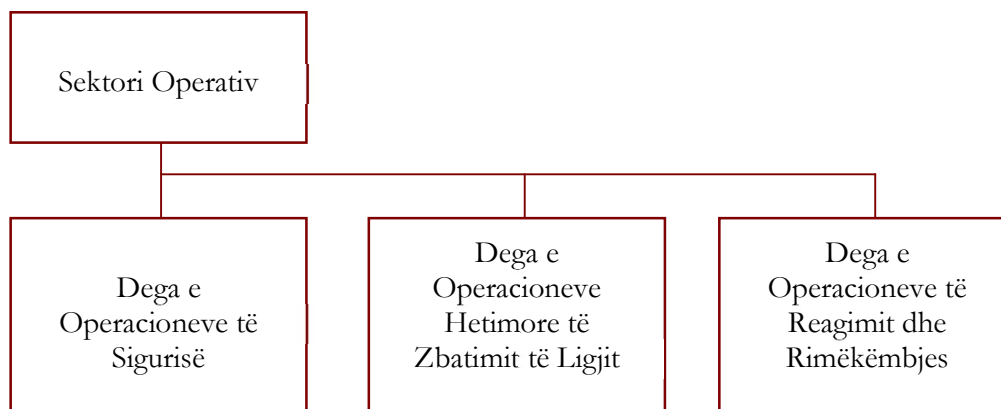 Sektori Operativ
Dega e
Operacioneve të
Sigurisë
Dega e
Operacioneve
Hetimore të
Zbatimit të Ligjit
Dega e
Operacioneve të
Reagimit dhe
Rimëkëmbjes